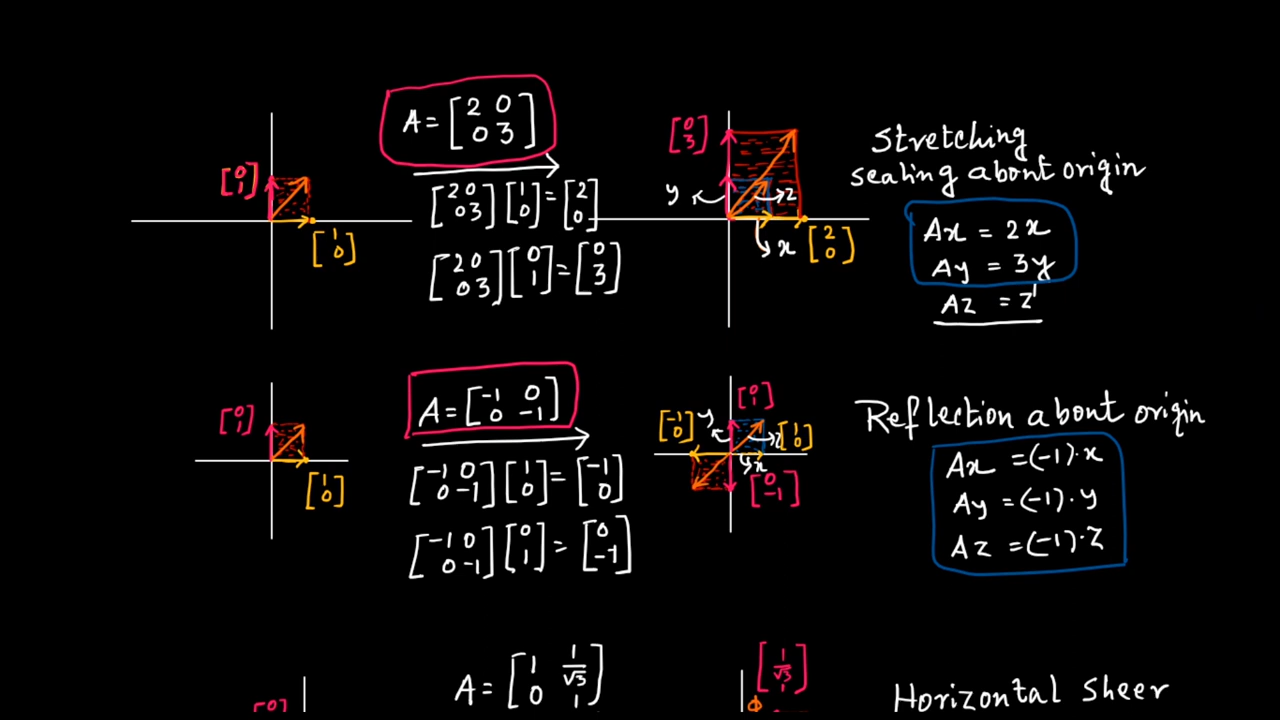 A = [2 0; 0 3]
[0; 1]
[1; 0]
[2 0; 0 3] [1; 0] = [2; 0]
[2 0; 0 3] [0; 1] = [0; 3]
[0; 3]
y
z
x
[2; 0]
Stretching
scaling about origin
Ax = 2x
Ay = 3y
Az = z'
A = [-1 0; 0 -1]
[0; 1]
[1; 0]
[-1 0; 0 -1] [1; 0] = [-1; 0]
[-1 0; 0 -1] [0; 1] = [0; -1]
[0; 1]
[-1; 0]
y
z
[1; 0]
x
[0; -1]
Reflection about origin
Ax = (-1)·x
Ay = (-1)·y
Az = (-1)·z
A = [1 1/√3; 0 1]
[1/√3; 1]
ϕ
Horizontal Sheer